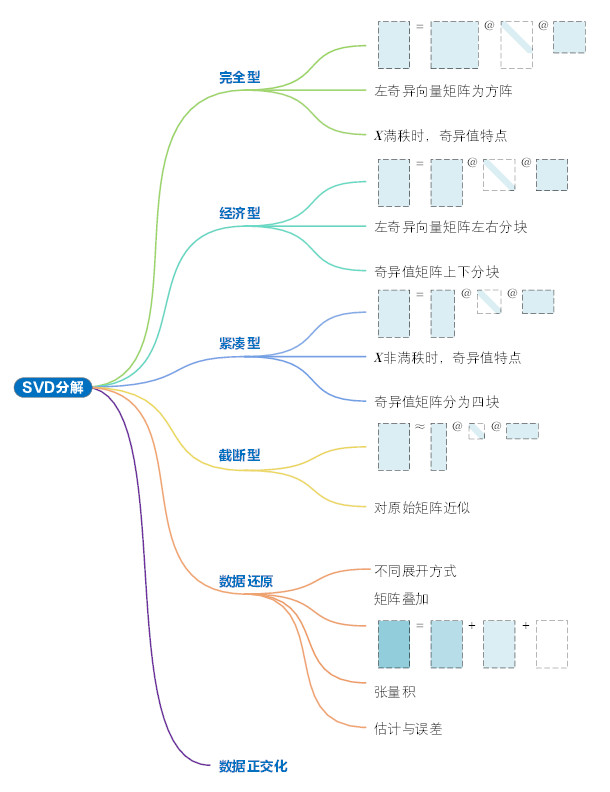 = @ @
完全型
左奇异向量矩阵为方阵
X满秩时，奇异值特点
= @ @
经济型
左奇异向量矩阵左右分块
奇异值矩阵上下分块
= @ @
紧凑型
X非满秩时，奇异值特点
SVD分解
奇异值矩阵分为四块
≈ @ @
截断型
对原始矩阵近似
不同展开方式
数据还原
矩阵叠加
= + +
张量积
估计与误差
数据正交化